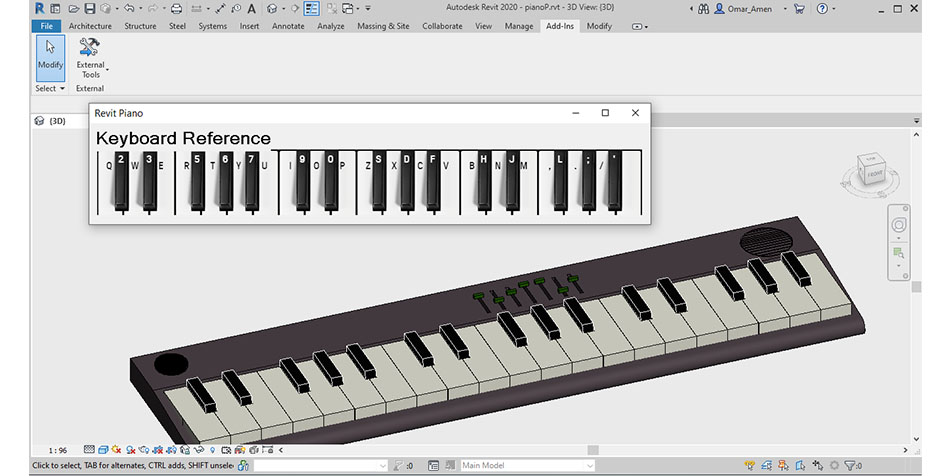 Autodesk Revit 2020 - pianoP.rvt - 3D View: {3D}
Omar_Amen
File Architecture Structure Steel Systems Insert Annotate Analyze Massing & Site Collaborate View Manage Add-Ins Modify
Modify
External
Tools
Select External
{3D}
Revit Piano
Keyboard Reference
2 3 5 6 7 9 0 S D F H J L ; '
Q W E R T Y U I O P Z X C V B N M , . /
FRONT
1 : 96
Click to select, TAB for alternates, CTRL adds, SHIFT unsele
:0
Main Model
:0